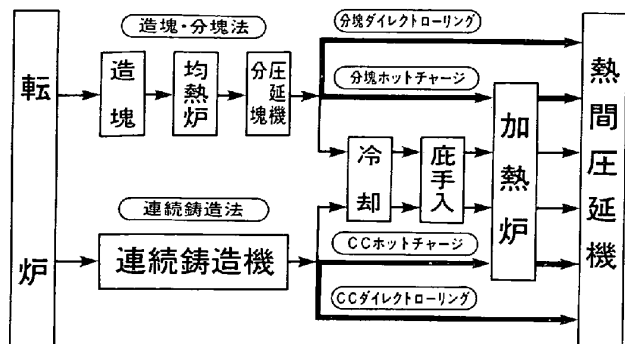 造塊・分塊法
分塊ダイレクトローリング
転炉
造塊
均熱炉
分塊圧延機
分塊ホットチャージ
加熱炉
熱間圧延機
冷却
疵手入
連続鋳造法
連続鋳造機
CCホットチャージ
CCダイレクトローリング